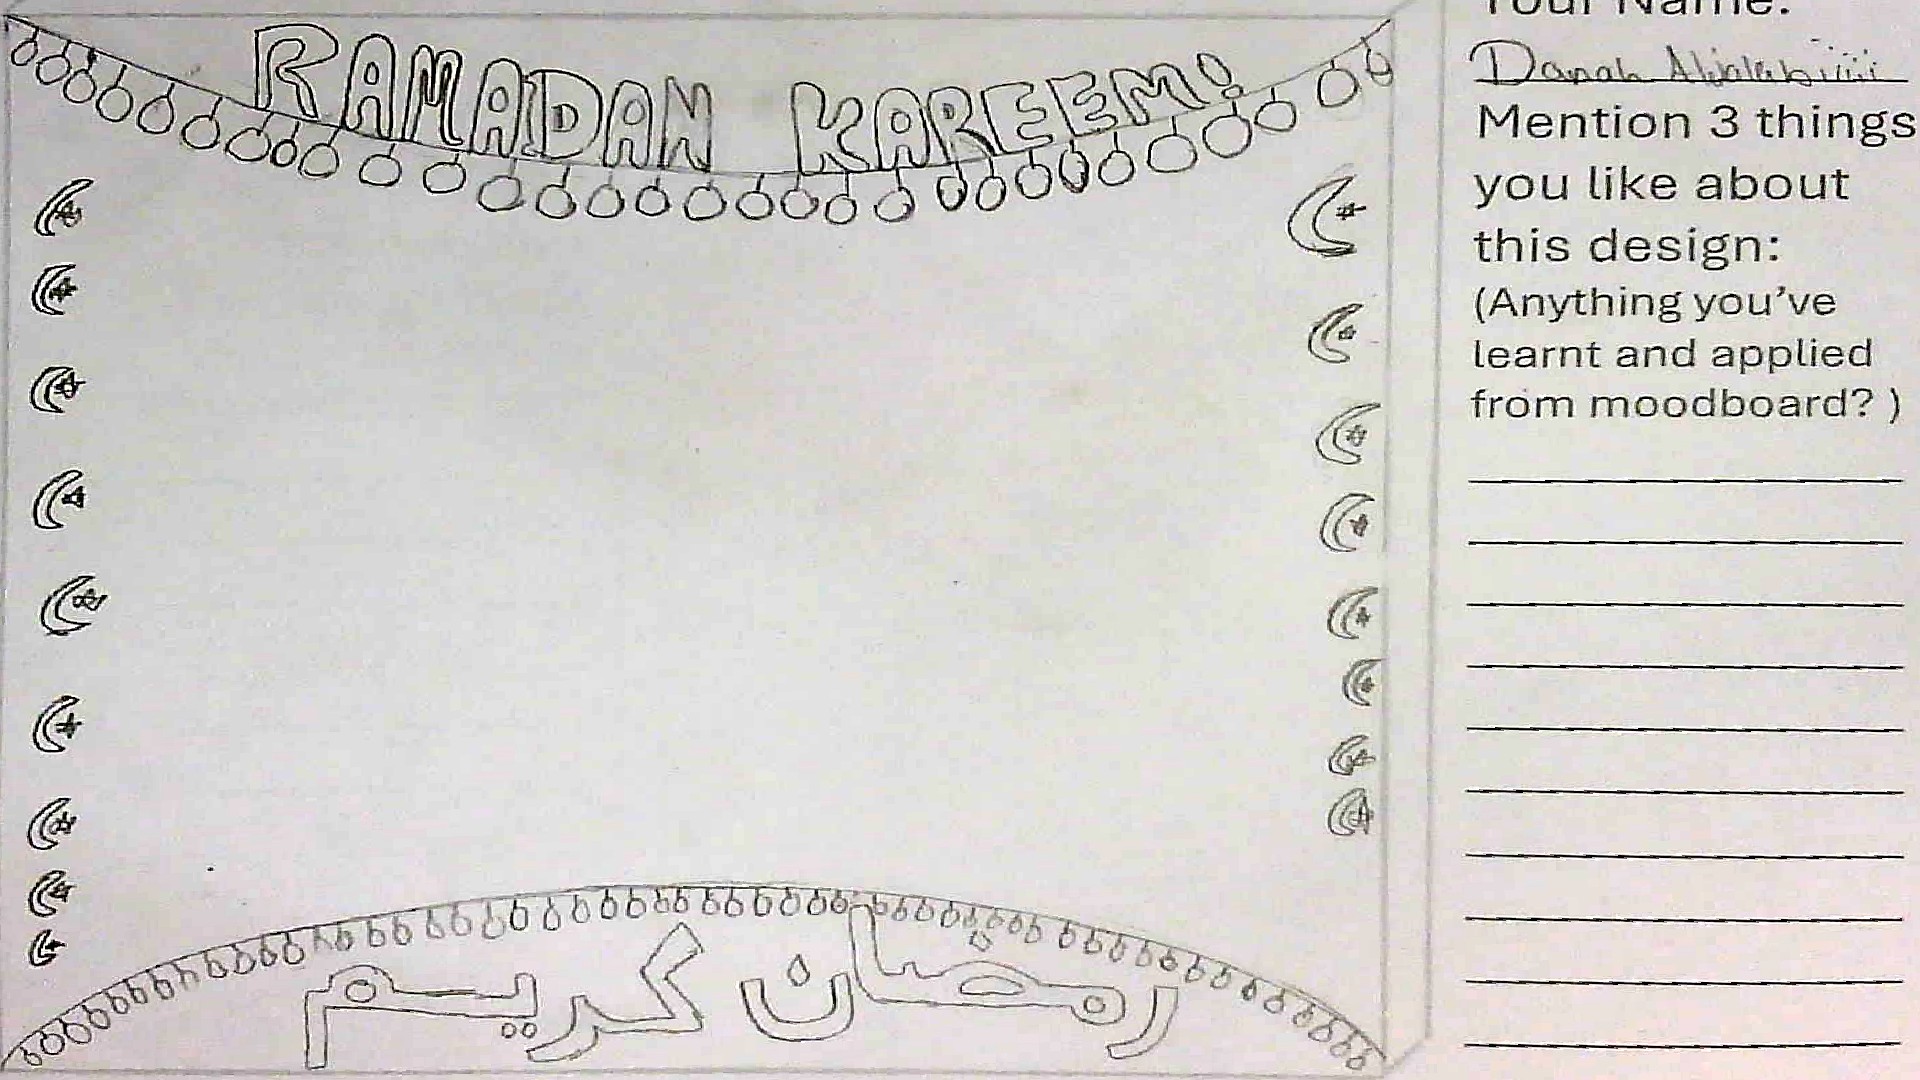 RAMADAN KAREEM!
رمضان كريم
Your Name:
Danah
Mention 3 things
you like about
this design:
(Anything you've
learnt and applied
from moodboard? )